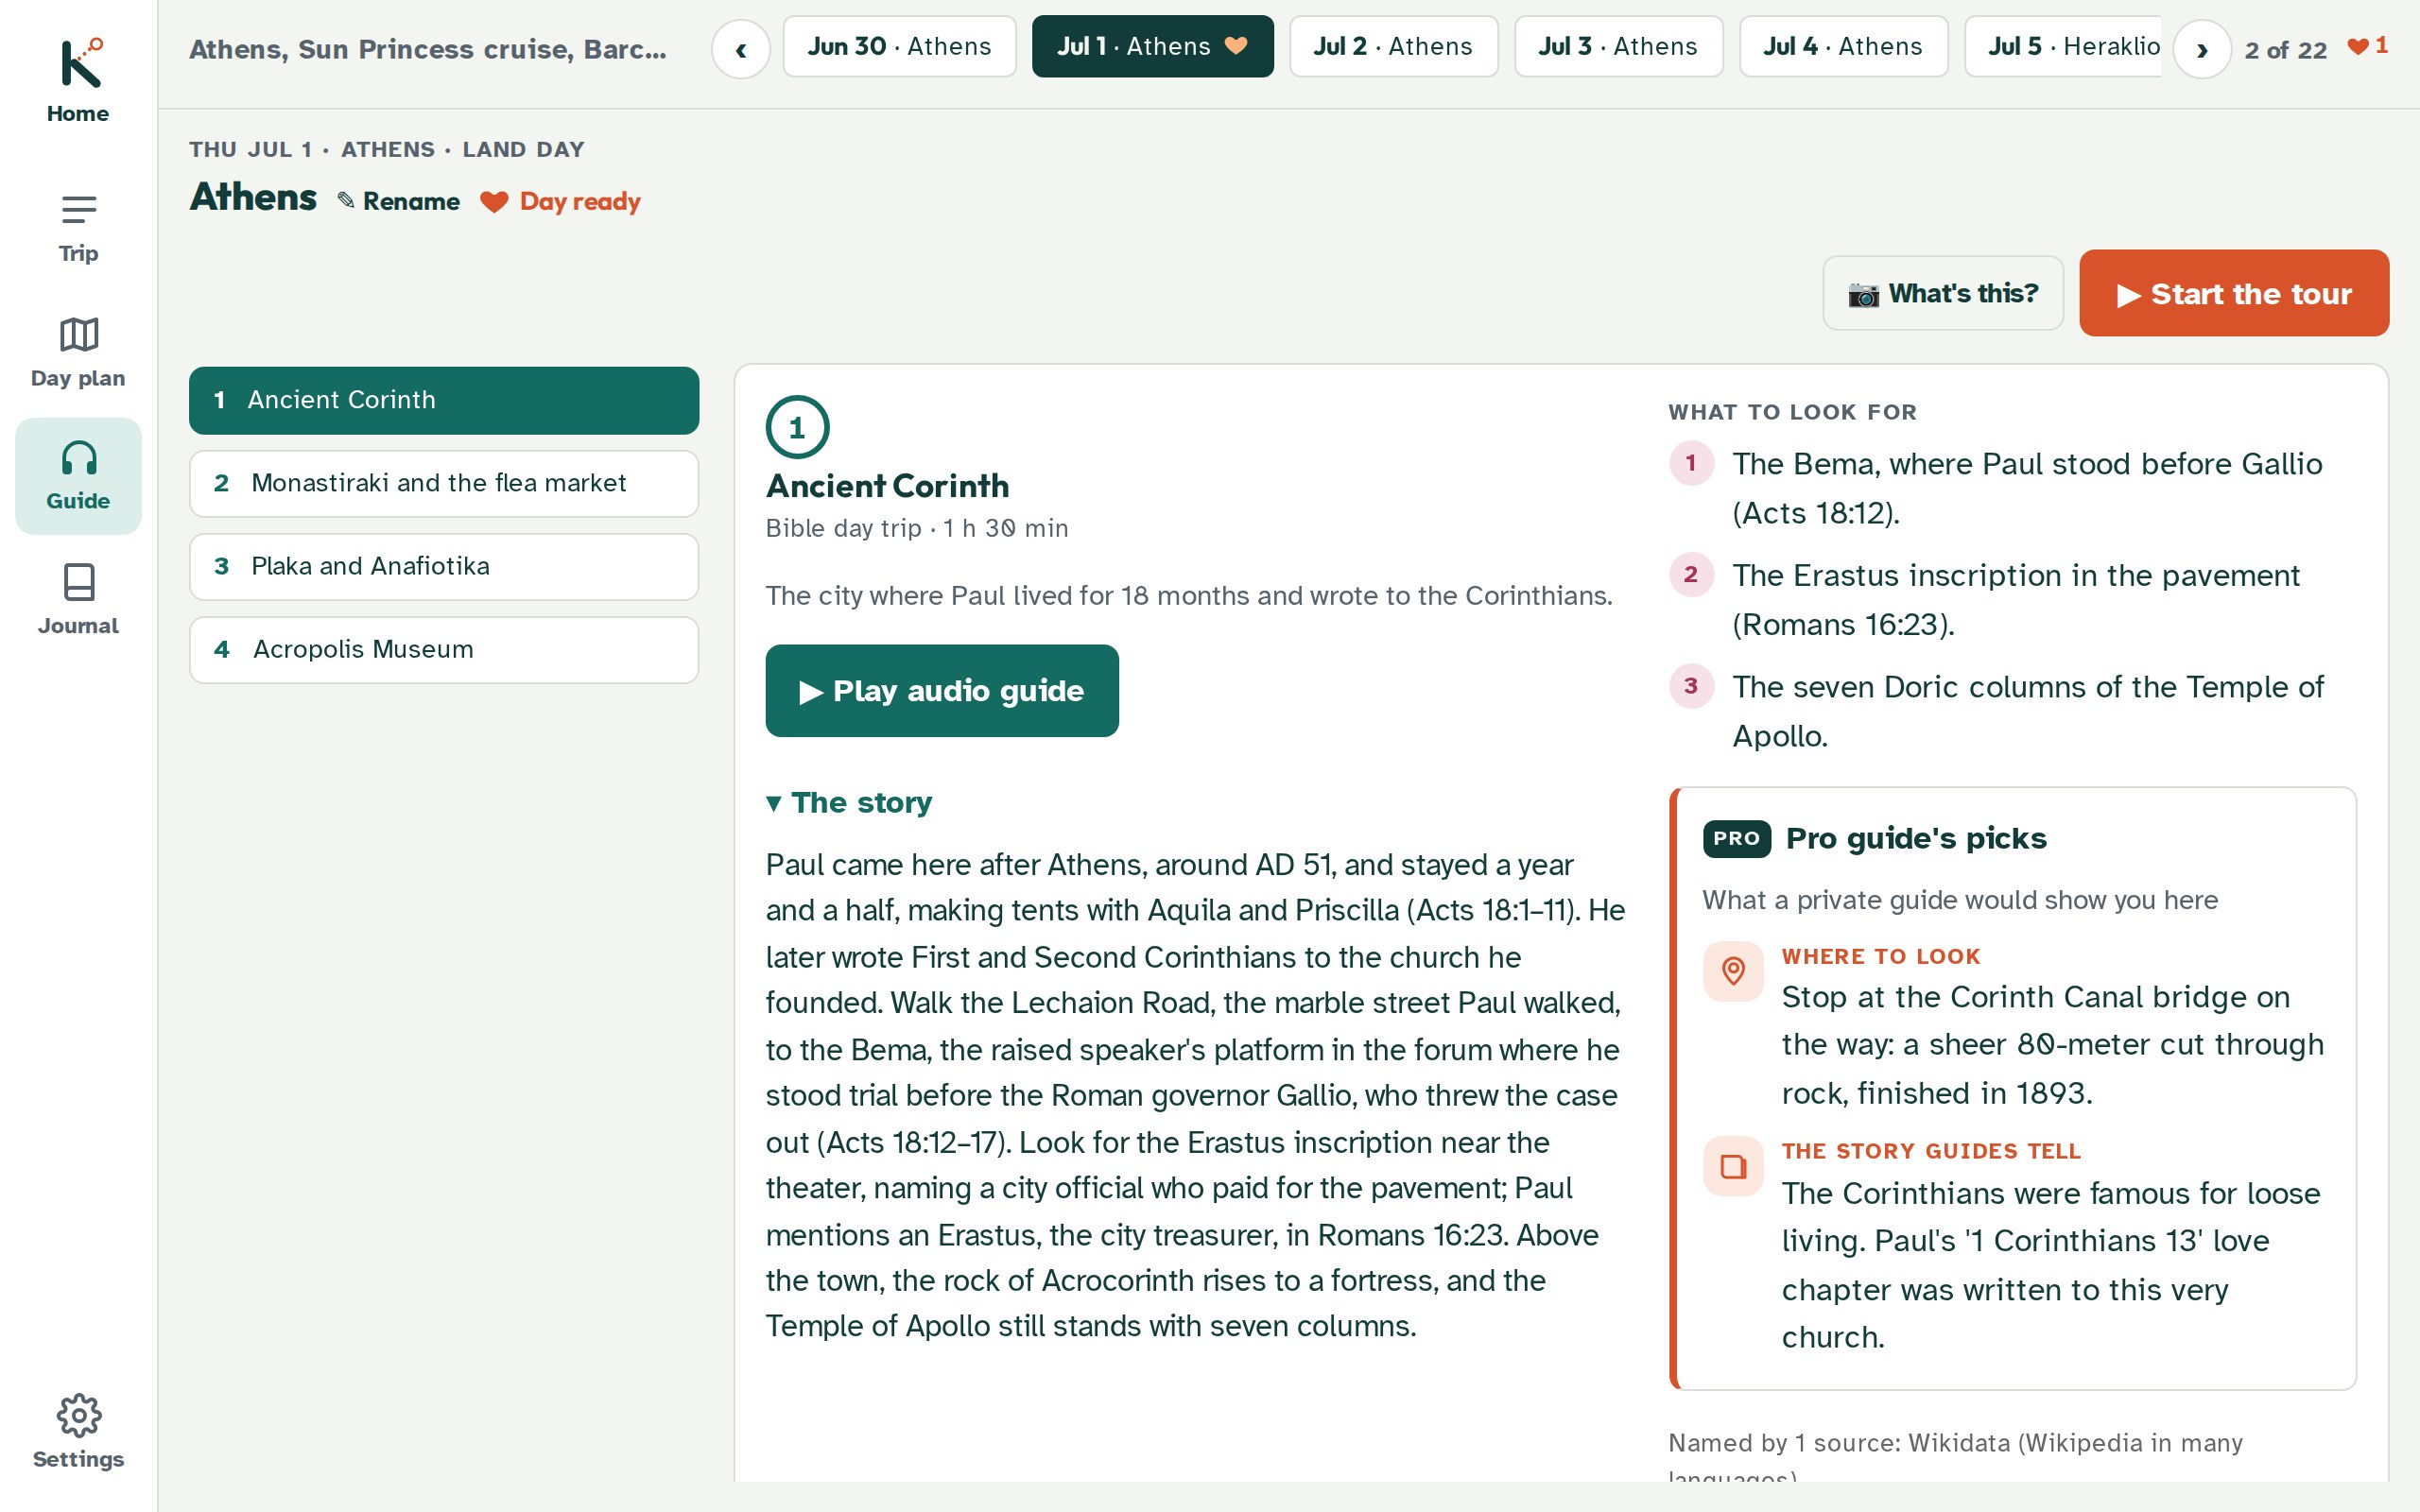 Home
Trip
Day plan
Guide
Journal
Settings
Athens, Sun Princess cruise, Barc...
‹
Jun 30 · Athens
Jul 1 · Athens
Jul 2 · Athens
Jul 3 · Athens
Jul 4 · Athens
Jul 5 · Heraklio
›
2 of 22
1
THU JUL 1 · ATHENS · LAND DAY
Athens ✎ Rename Day ready
What's this?
▶ Start the tour
1 Ancient Corinth
2 Monastiraki and the flea market
3 Plaka and Anafiotika
4 Acropolis Museum
1
Ancient Corinth
Bible day trip · 1 h 30 min
The city where Paul lived for 18 months and wrote to the Corinthians.
▶ Play audio guide
▾ The story
Paul came here after Athens, around AD 51, and stayed a year
and a half, making tents with Aquila and Priscilla (Acts 18:1–11). He
later wrote First and Second Corinthians to the church he
founded. Walk the Lechaion Road, the marble street Paul walked,
to the Bema, the raised speaker's platform in the forum where he
stood trial before the Roman governor Gallio, who threw the case
out (Acts 18:12–17). Look for the Erastus inscription near the
theater, naming a city official who paid for the pavement; Paul
mentions an Erastus, the city treasurer, in Romans 16:23. Above
the town, the rock of Acrocorinth rises to a fortress, and the
Temple of Apollo still stands with seven columns.
WHAT TO LOOK FOR
1 The Bema, where Paul stood before Gallio
(Acts 18:12).
2 The Erastus inscription in the pavement
(Romans 16:23).
3 The seven Doric columns of the Temple of
Apollo.
PRO Pro guide's picks
What a private guide would show you here
WHERE TO LOOK
Stop at the Corinth Canal bridge on
the way: a sheer 80-meter cut through
rock, finished in 1893.
THE STORY GUIDES TELL
The Corinthians were famous for loose
living. Paul's '1 Corinthians 13' love
chapter was written to this very
church.
Named by 1 source: Wikidata (Wikipedia in many
languages)